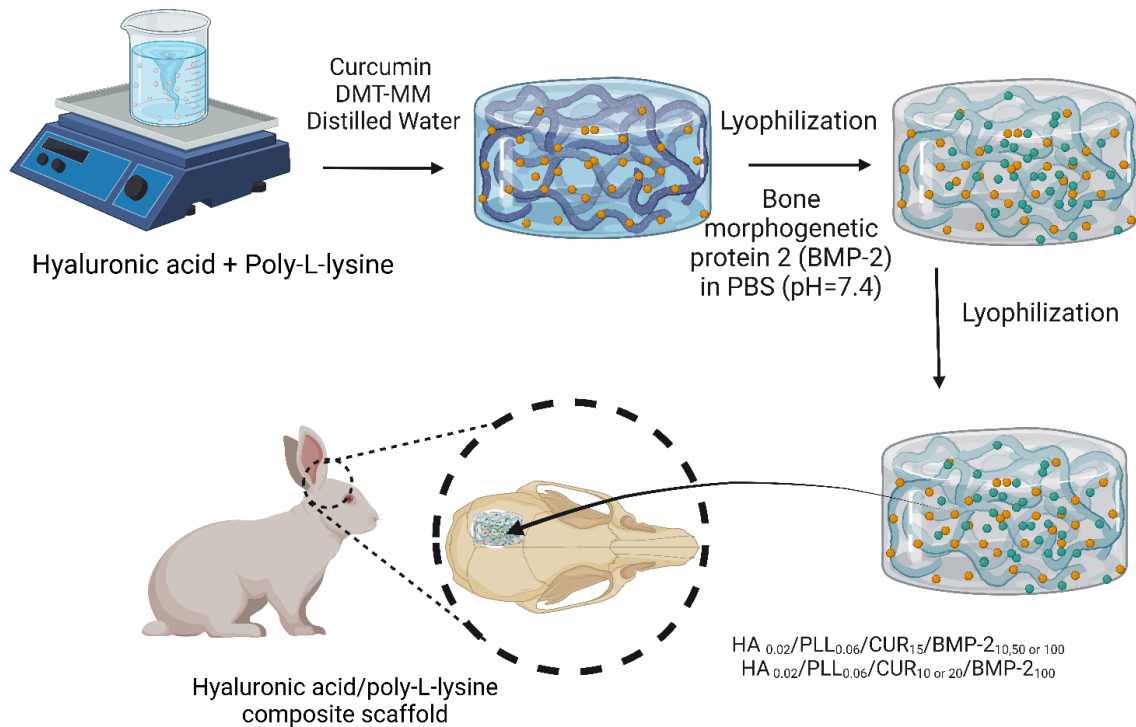 Curcumin
DMT-MM
Distilled Water
Lyophilization
Bone
morphogenetic
protein 2 (BMP-2)
in PBS (pH=7.4)
Hyaluronic acid + Poly-L-lysine
Lyophilization
HA 0.02/PLL0.06/CUR15/BMP-210,50 or 100
HA 0.02/PLL0.06/CUR10 or 20/BMP-2100
Hyaluronic acid/poly-L-lysine
composite scaffold